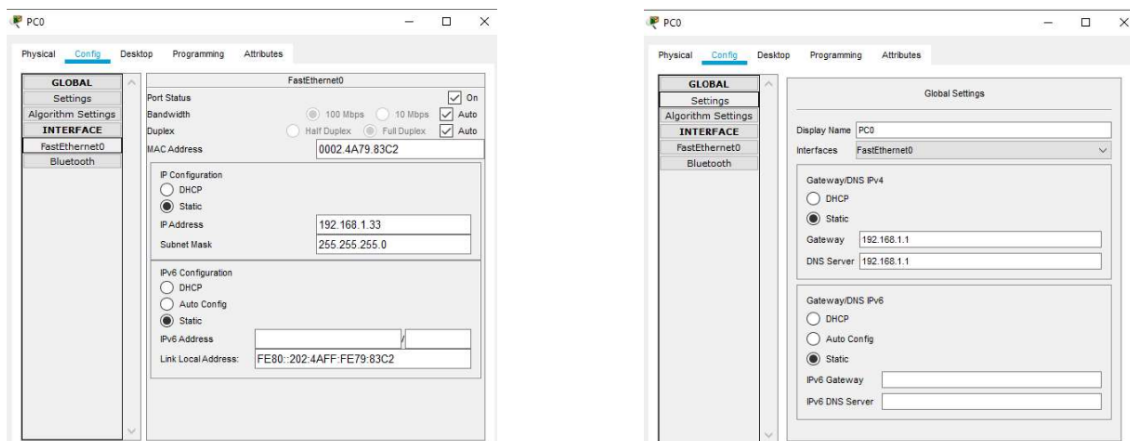 PC0
Physical Config Desktop Programming Attributes
GLOBAL
Settings
Algorithm Settings
INTERFACE
FastEthernet0
Bluetooth
FastEthernet0
Port Status On
Bandwidth 100 Mbps 10 Mbps Auto
Duplex Half Duplex Full Duplex Auto
MAC Address 0002.4A79.83C2
IP Configuration
DHCP
Static
IP Address 192.168.1.33
Subnet Mask 255.255.255.0
IPv6 Configuration
DHCP
Auto Config
Static
IPv6 Address /
Link Local Address: FE80::202:4AFF:FE79:83C2
PC0
Physical Config Desktop Programming Attributes
GLOBAL
Settings
Algorithm Settings
INTERFACE
FastEthernet0
Bluetooth
Global Settings
Display Name PC0
Interfaces FastEthernet0
Gateway/DNS IPv4
DHCP
Static
Gateway 192.168.1.1
DNS Server 192.168.1.1
Gateway/DNS IPv6
DHCP
Auto Config
Static
IPv6 Gateway
IPv6 DNS Server